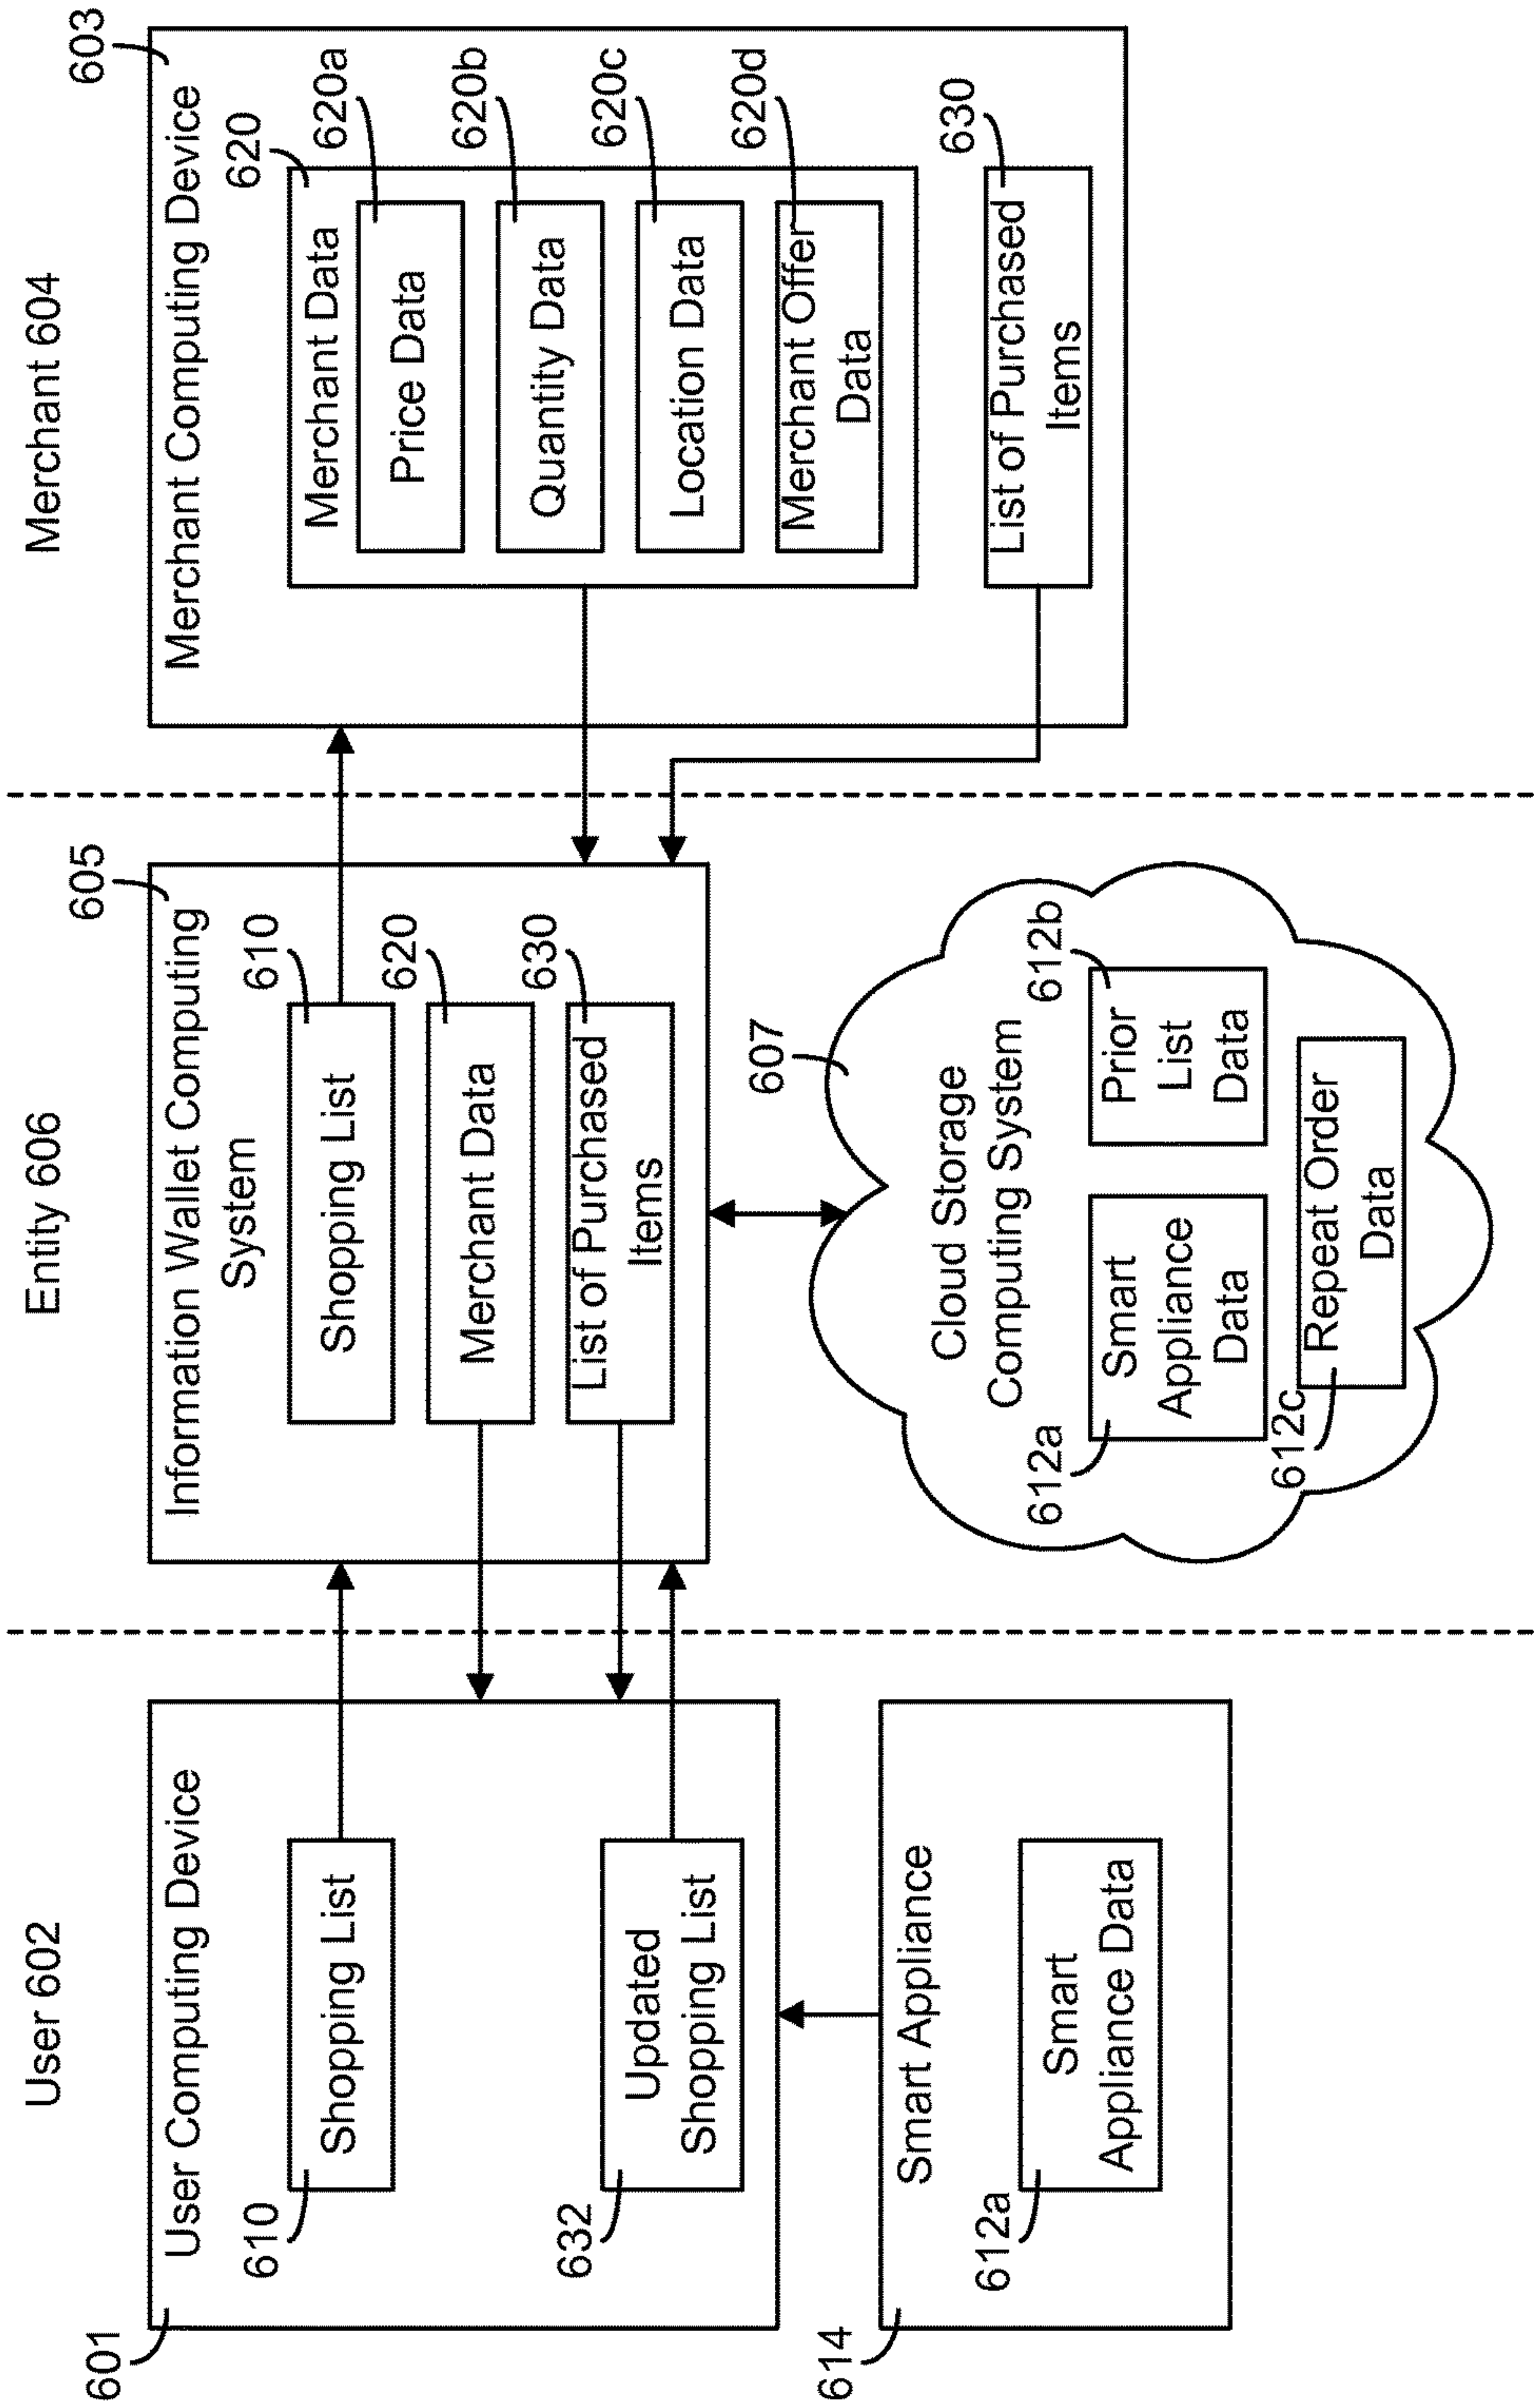 User 602
601
User Computing Device
610
Shopping List
632
Updated
Shopping List
614
Smart Appliance
612a
Smart
Appliance Data
Entity 606
605
Information Wallet Computing
System
610
Shopping List
620
Merchant Data
630
List of Purchased
Items
607
Cloud Storage
Computing System
612a
Smart
Appliance
Data
612b
Prior
List
Data
612c
Repeat Order
Data
Merchant 604
603
Merchant Computing Device
620
Merchant Data
620a
Price Data
620b
Quantity Data
620c
Location Data
620d
Merchant Offer
Data
630
List of Purchased
Items